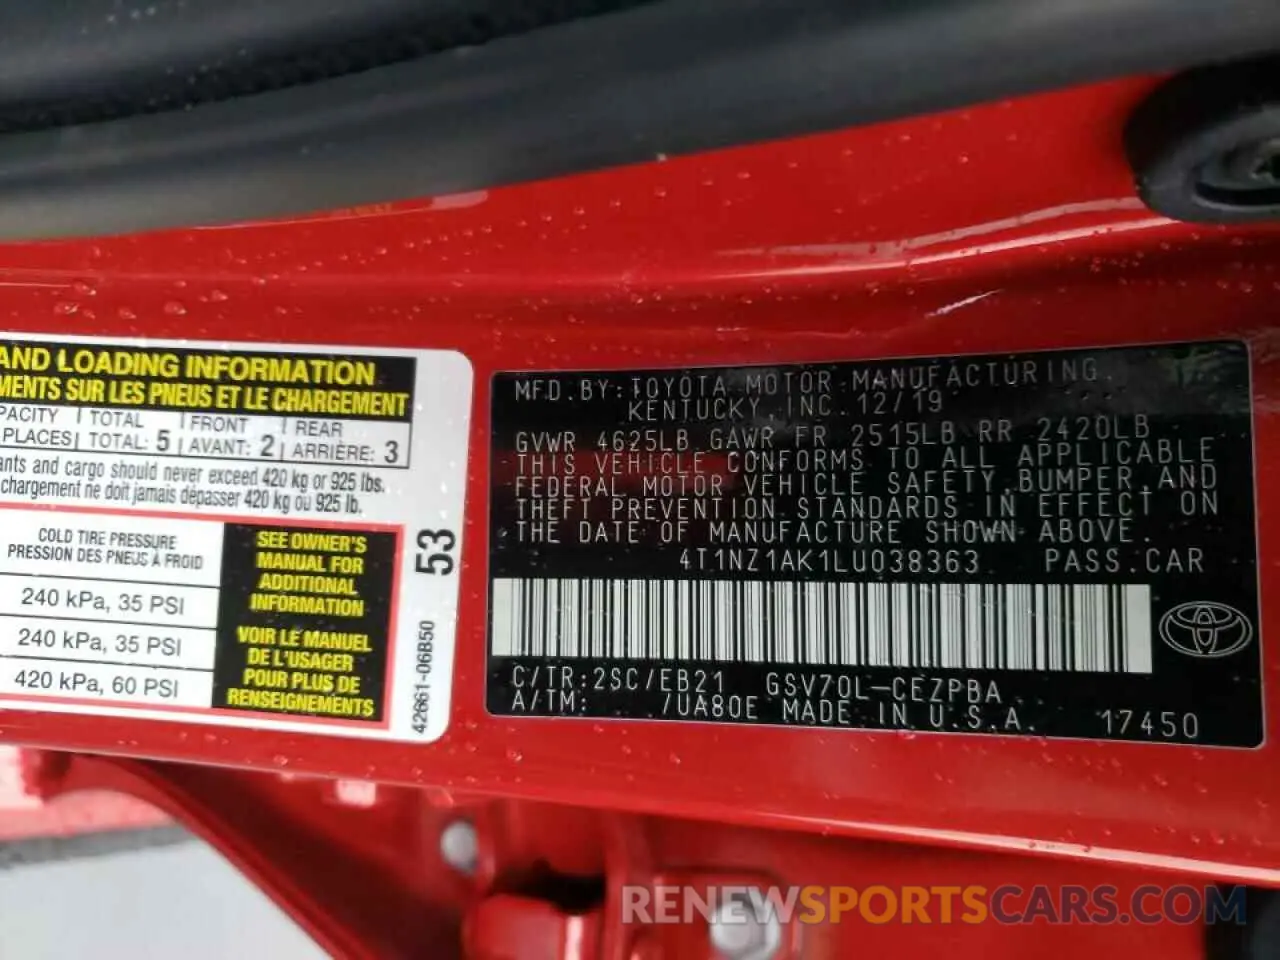 AND LOADING INFORMATION
MENTS SUR LES PNEUS ET LE CHARGEMENT
PACITY TOTAL FRONT REAR
PLACES TOTAL: 5 AVANT: 2 ARRIÈRE: 3
ants and cargo should never exceed 420 kg or 925 lbs.
chargement ne doit jamais dépasser 420 kg ou 925 lb.
COLD TIRE PRESSURE
PRESSION DES PNEUS À FROID
240 kPa, 35 PSI
240 kPa, 35 PSI
420 kPa, 60 PSI
SEE OWNER'S
MANUAL FOR
ADDITIONAL
INFORMATION
VOIR LE MANUEL
DE L'USAGER
POUR PLUS DE
RENSEIGNEMENTS
53
42661-06B50
MFD. BY: TOYOTA MOTOR MANUFACTURING.
KENTUCKY, INC. 12/19
GVWR 4625LB GAWR FR 2515LB RR 2420LB
THIS VEHICLE CONFORMS TO ALL APPLICABLE
FEDERAL MOTOR VEHICLE SAFETY,BUMPER,AND
THEFT PREVENTION STANDARDS IN EFFECT ON
THE DATE OF MANUFACTURE SHOWN ABOVE.
4T1NZ1AK1LU038363 PASS.CAR
C/TR:2SC/EB21 GSV70L-CEZPBA
A/TM: /UA80E MADE IN U.S.A. 17450
RENEWSPORTSCARS.COM